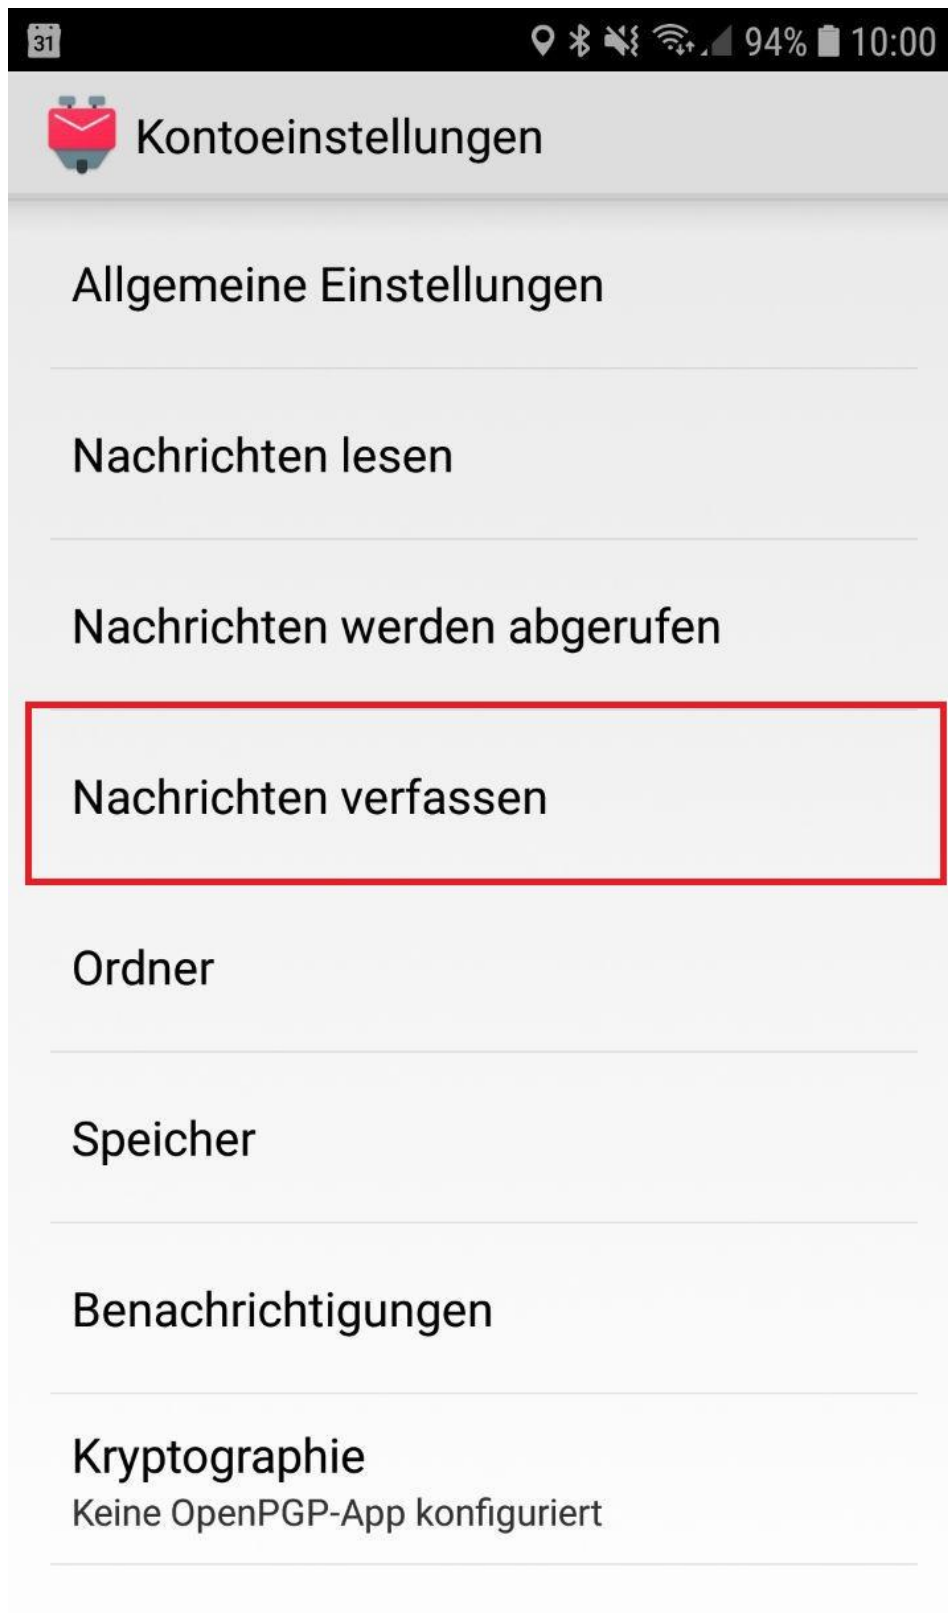 31 94% 10:00
Kontoeinstellungen
Allgemeine Einstellungen
Nachrichten lesen
Nachrichten werden abgerufen
Nachrichten verfassen
Ordner
Speicher
Benachrichtigungen
Kryptographie
Keine OpenPGP-App konfiguriert